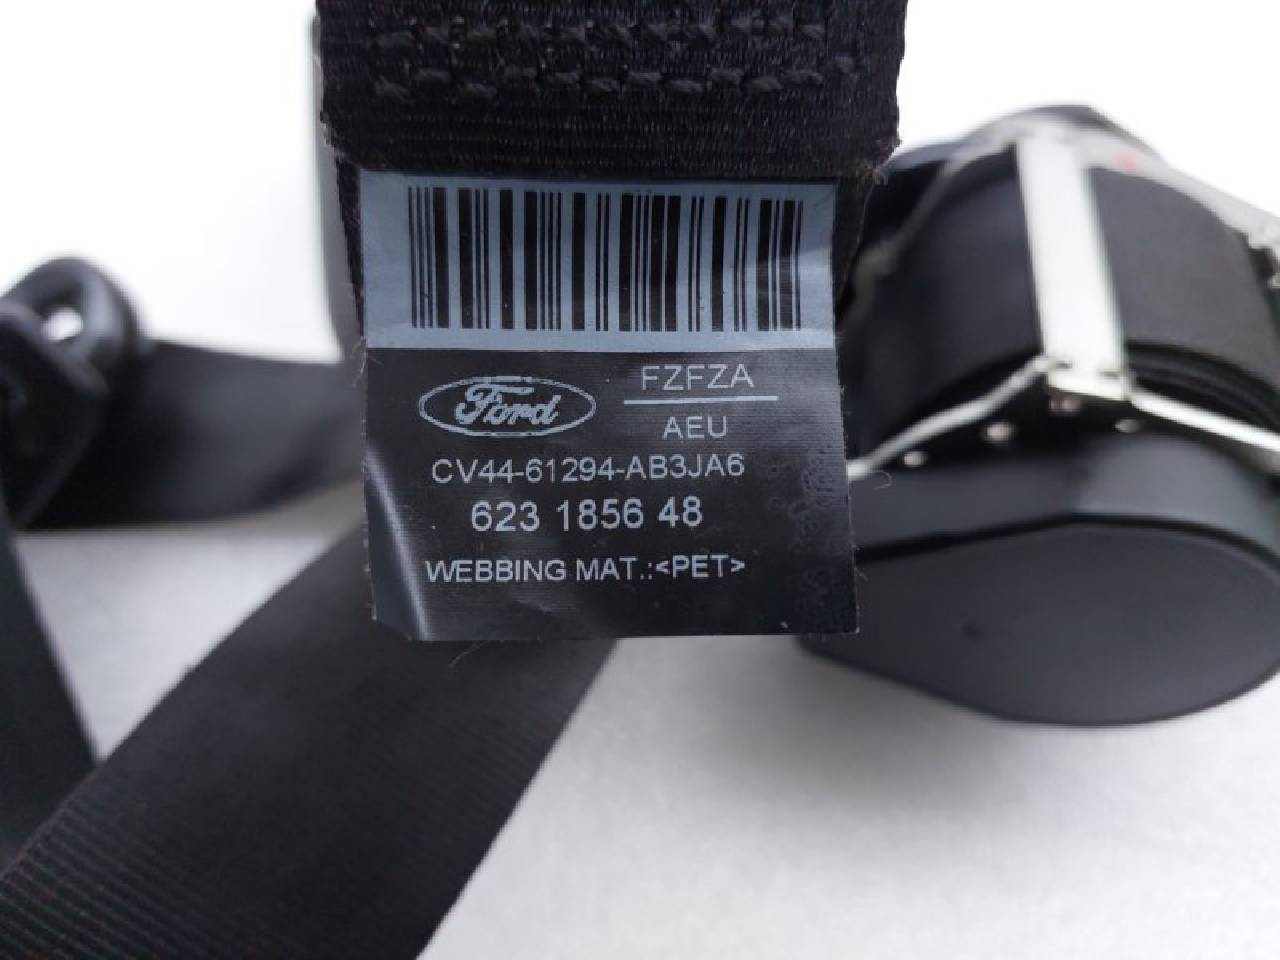 Ford
FZFZA
AEU
CV44-61294-AB3JA6
623 1856 48
WEBBING MAT.:<PET>